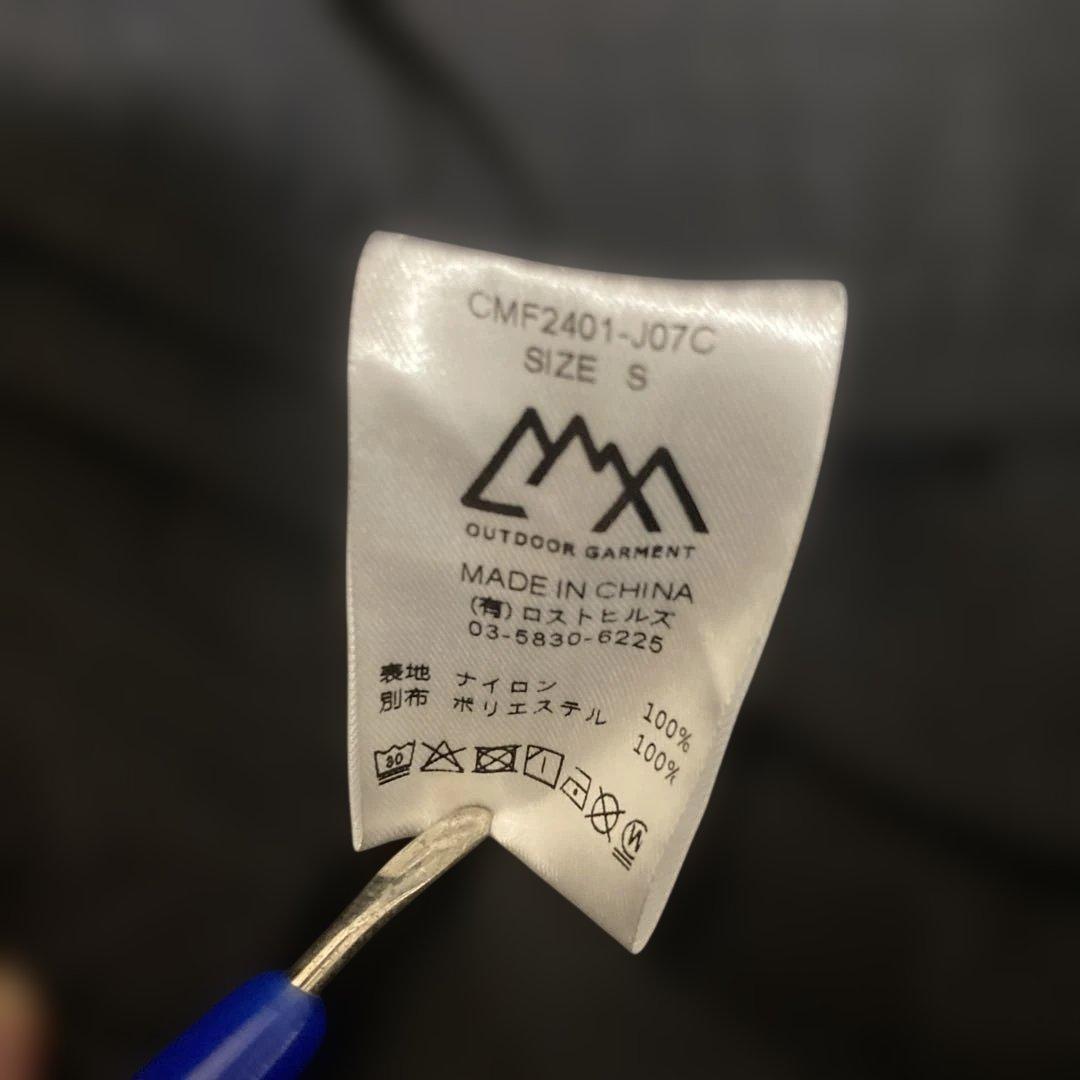 CMF2401-J07C
SIZE S
OUTDOOR GARMENT
MADE IN CHINA
(有)ロストヒルズ
03-5830-6225
表地 ナイロン 100%
別布 ポリエステル 100%
30
W